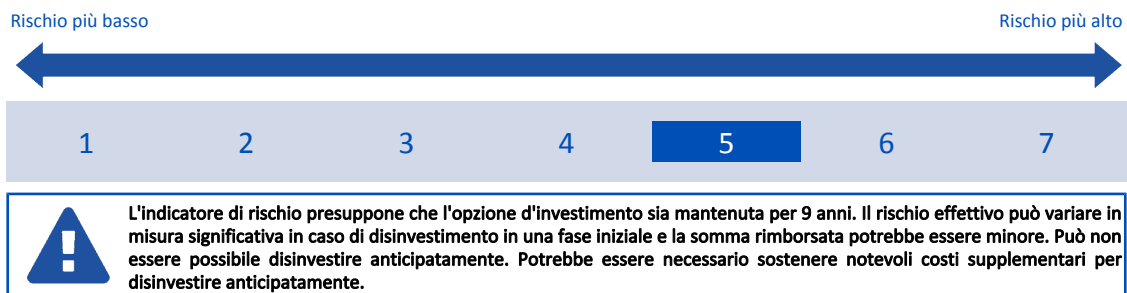 Rischio più basso Rischio più alto
1 2 3 4 5 6 7
L'indicatore di rischio presuppone che l'opzione d'investimento sia mantenuta per 9 anni. Il rischio effettivo può variare in
misura significativa in caso di disinvestimento in una fase iniziale e la somma rimborsata potrebbe essere minore. Può non
essere possibile disinvestire anticipatamente. Potrebbe essere necessario sostenere notevoli costi supplementari per
disinvestire anticipatamente.